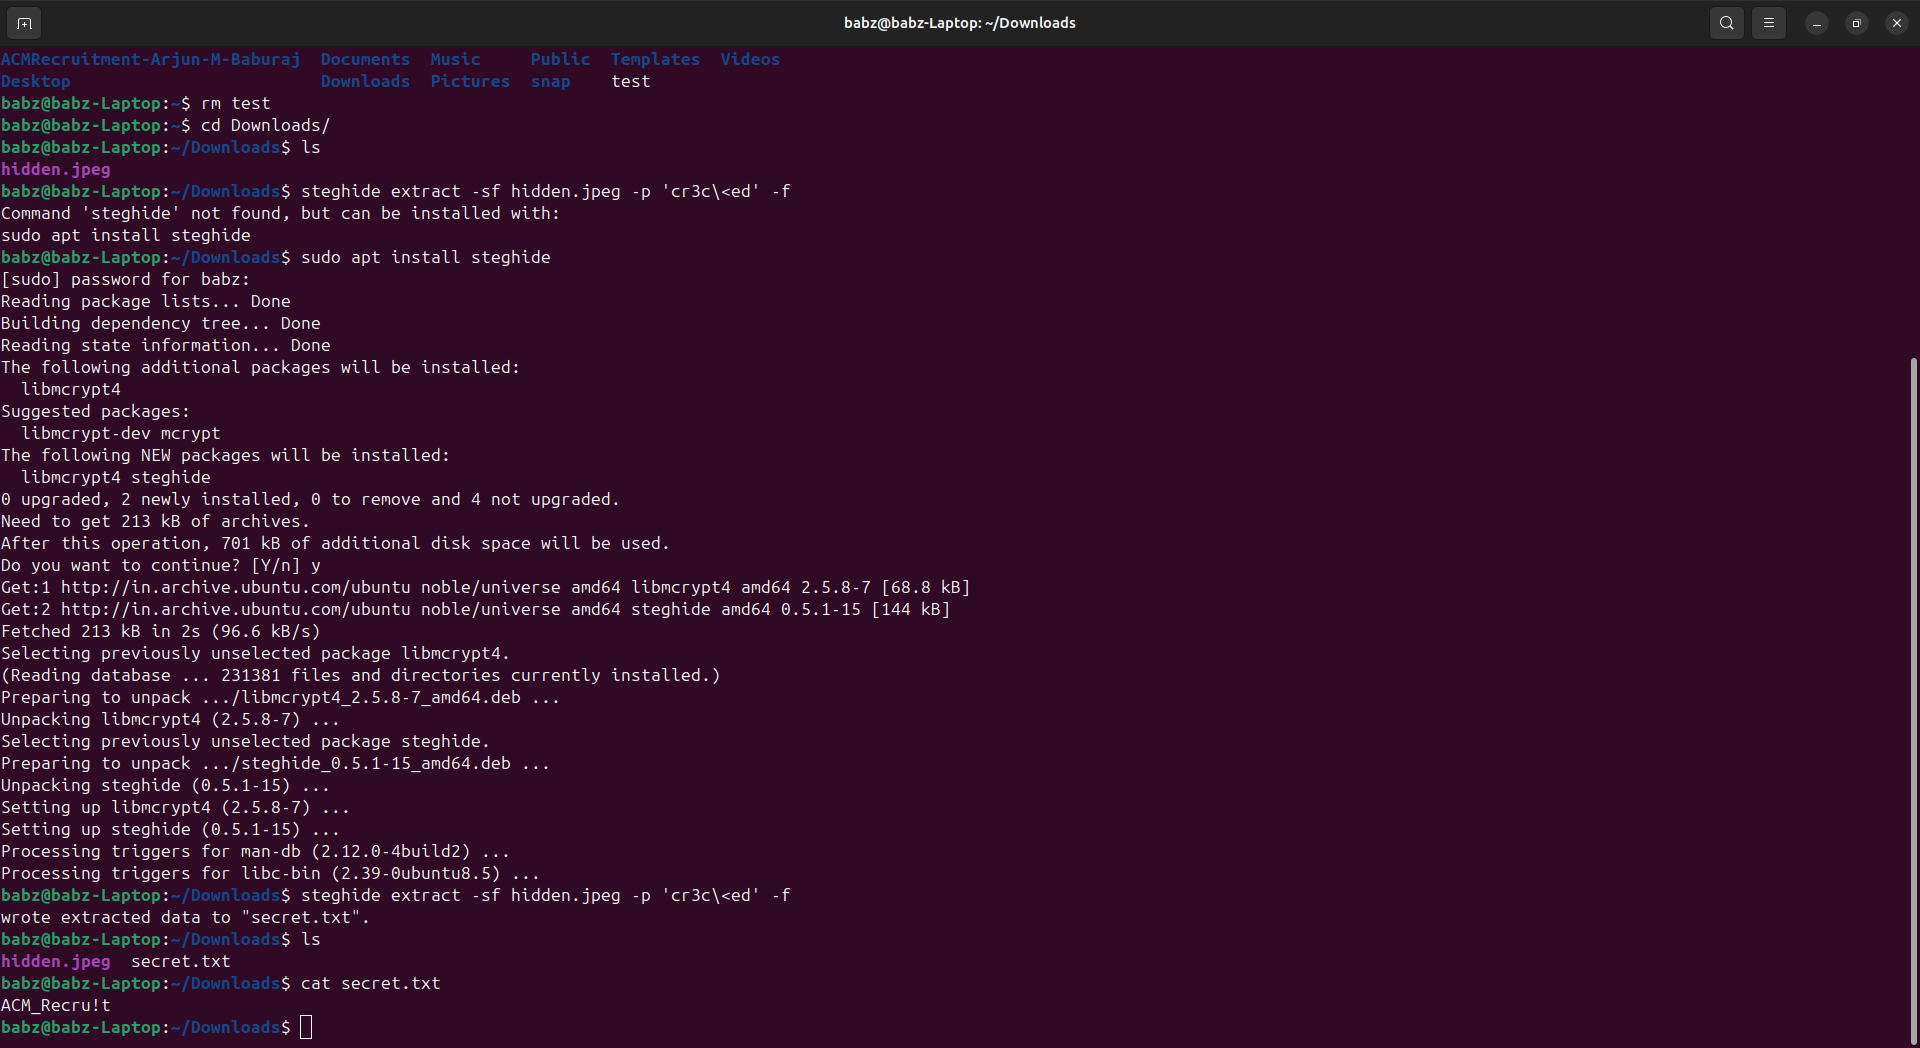 babz@babz-Laptop: ~/Downloads
ACMRecruitment-Arjun-M-Baburaj  Documents  Music     Public  Templates  Videos
Desktop                         Downloads  Pictures  snap    test
babz@babz-Laptop:~$ rm test
babz@babz-Laptop:~$ cd Downloads/
babz@babz-Laptop:~/Downloads$ ls
hidden.jpeg
babz@babz-Laptop:~/Downloads$ steghide extract -sf hidden.jpeg -p 'cr3c\<ed' -f
Command 'steghide' not found, but can be installed with:
sudo apt install steghide
babz@babz-Laptop:~/Downloads$ sudo apt install steghide
[sudo] password for babz:
Reading package lists... Done
Building dependency tree... Done
Reading state information... Done
The following additional packages will be installed:
  libmcrypt4
Suggested packages:
  libmcrypt-dev mcrypt
The following NEW packages will be installed:
  libmcrypt4 steghide
0 upgraded, 2 newly installed, 0 to remove and 4 not upgraded.
Need to get 213 kB of archives.
After this operation, 701 kB of additional disk space will be used.
Do you want to continue? [Y/n] y
Get:1 http://in.archive.ubuntu.com/ubuntu noble/universe amd64 libmcrypt4 amd64 2.5.8-7 [68.8 kB]
Get:2 http://in.archive.ubuntu.com/ubuntu noble/universe amd64 steghide amd64 0.5.1-15 [144 kB]
Fetched 213 kB in 2s (96.6 kB/s)
Selecting previously unselected package libmcrypt4.
(Reading database ... 231381 files and directories currently installed.)
Preparing to unpack .../libmcrypt4_2.5.8-7_amd64.deb ...
Unpacking libmcrypt4 (2.5.8-7) ...
Selecting previously unselected package steghide.
Preparing to unpack .../steghide_0.5.1-15_amd64.deb ...
Unpacking steghide (0.5.1-15) ...
Setting up libmcrypt4 (2.5.8-7) ...
Setting up steghide (0.5.1-15) ...
Processing triggers for man-db (2.12.0-4build2) ...
Processing triggers for libc-bin (2.39-0ubuntu8.5) ...
babz@babz-Laptop:~/Downloads$ steghide extract -sf hidden.jpeg -p 'cr3c\<ed' -f
wrote extracted data to "secret.txt".
babz@babz-Laptop:~/Downloads$ ls
hidden.jpeg  secret.txt
babz@babz-Laptop:~/Downloads$ cat secret.txt
ACM_Recru!t
babz@babz-Laptop:~/Downloads$